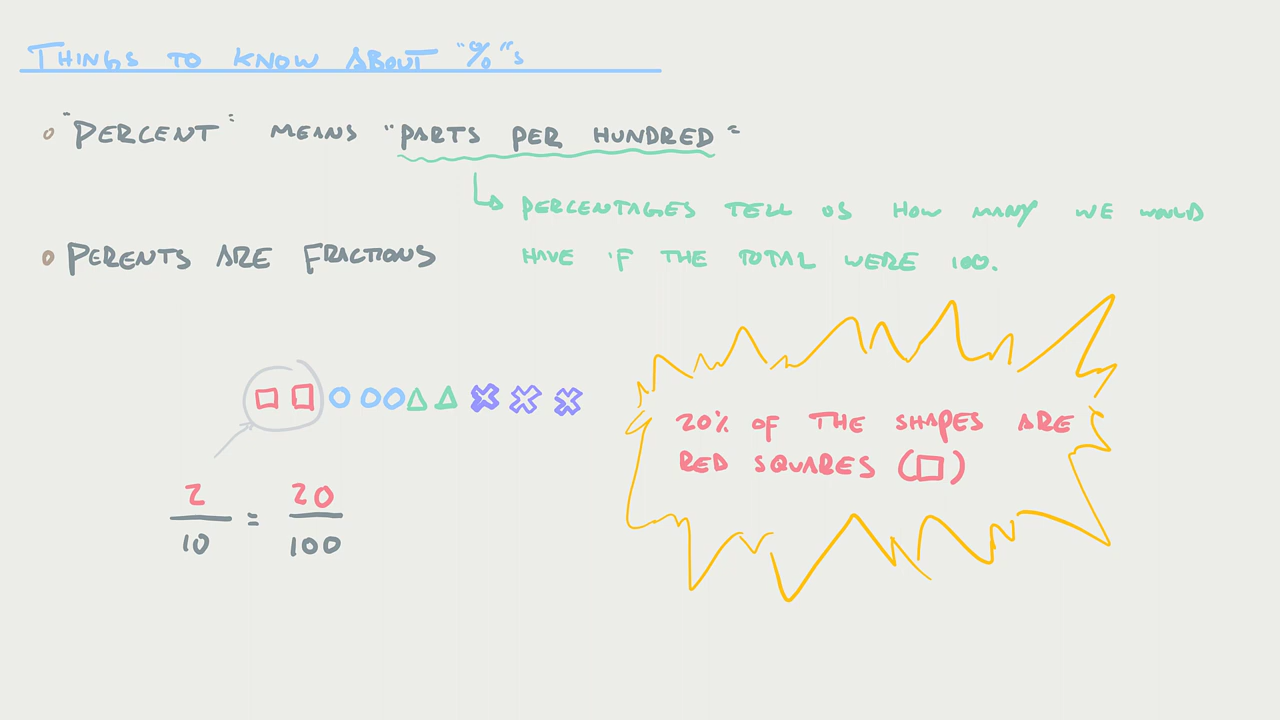 THINGS TO KNOW ABOUT "%"s
"PERCENT" MEANS "PARTS PER HUNDRED"
PERCENTAGES TELL US HOW MANY WE WOULD
HAVE IF THE TOTAL WERE 100.
PERENTS ARE FRACTIONS
20% OF THE SHAPES ARE
RED SQUARES (□)
2/10 = 20/100